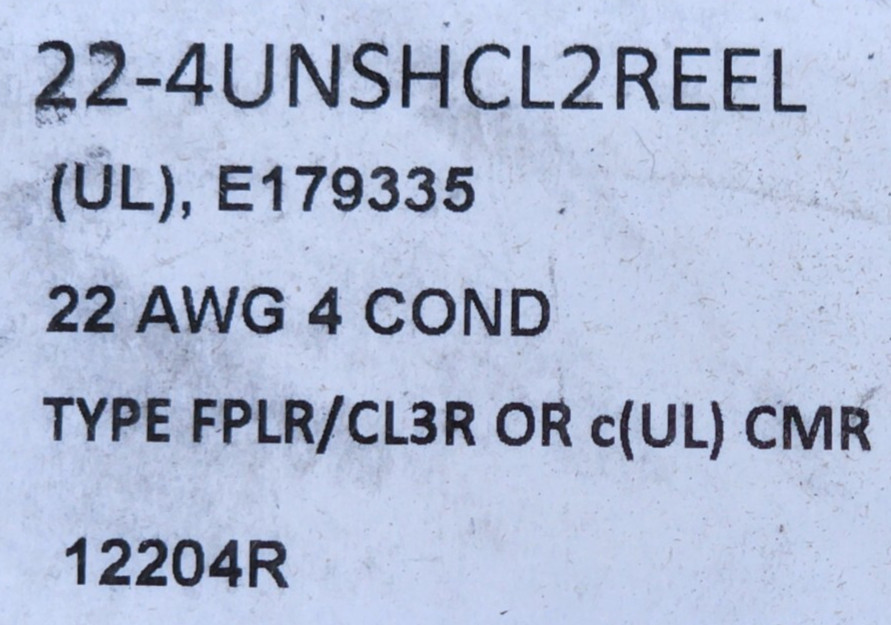 22-4UNSHCL2REEL
(UL), E179335
22 AWG 4 COND
TYPE FPLR/CL3R OR c(UL) CMR
12204R